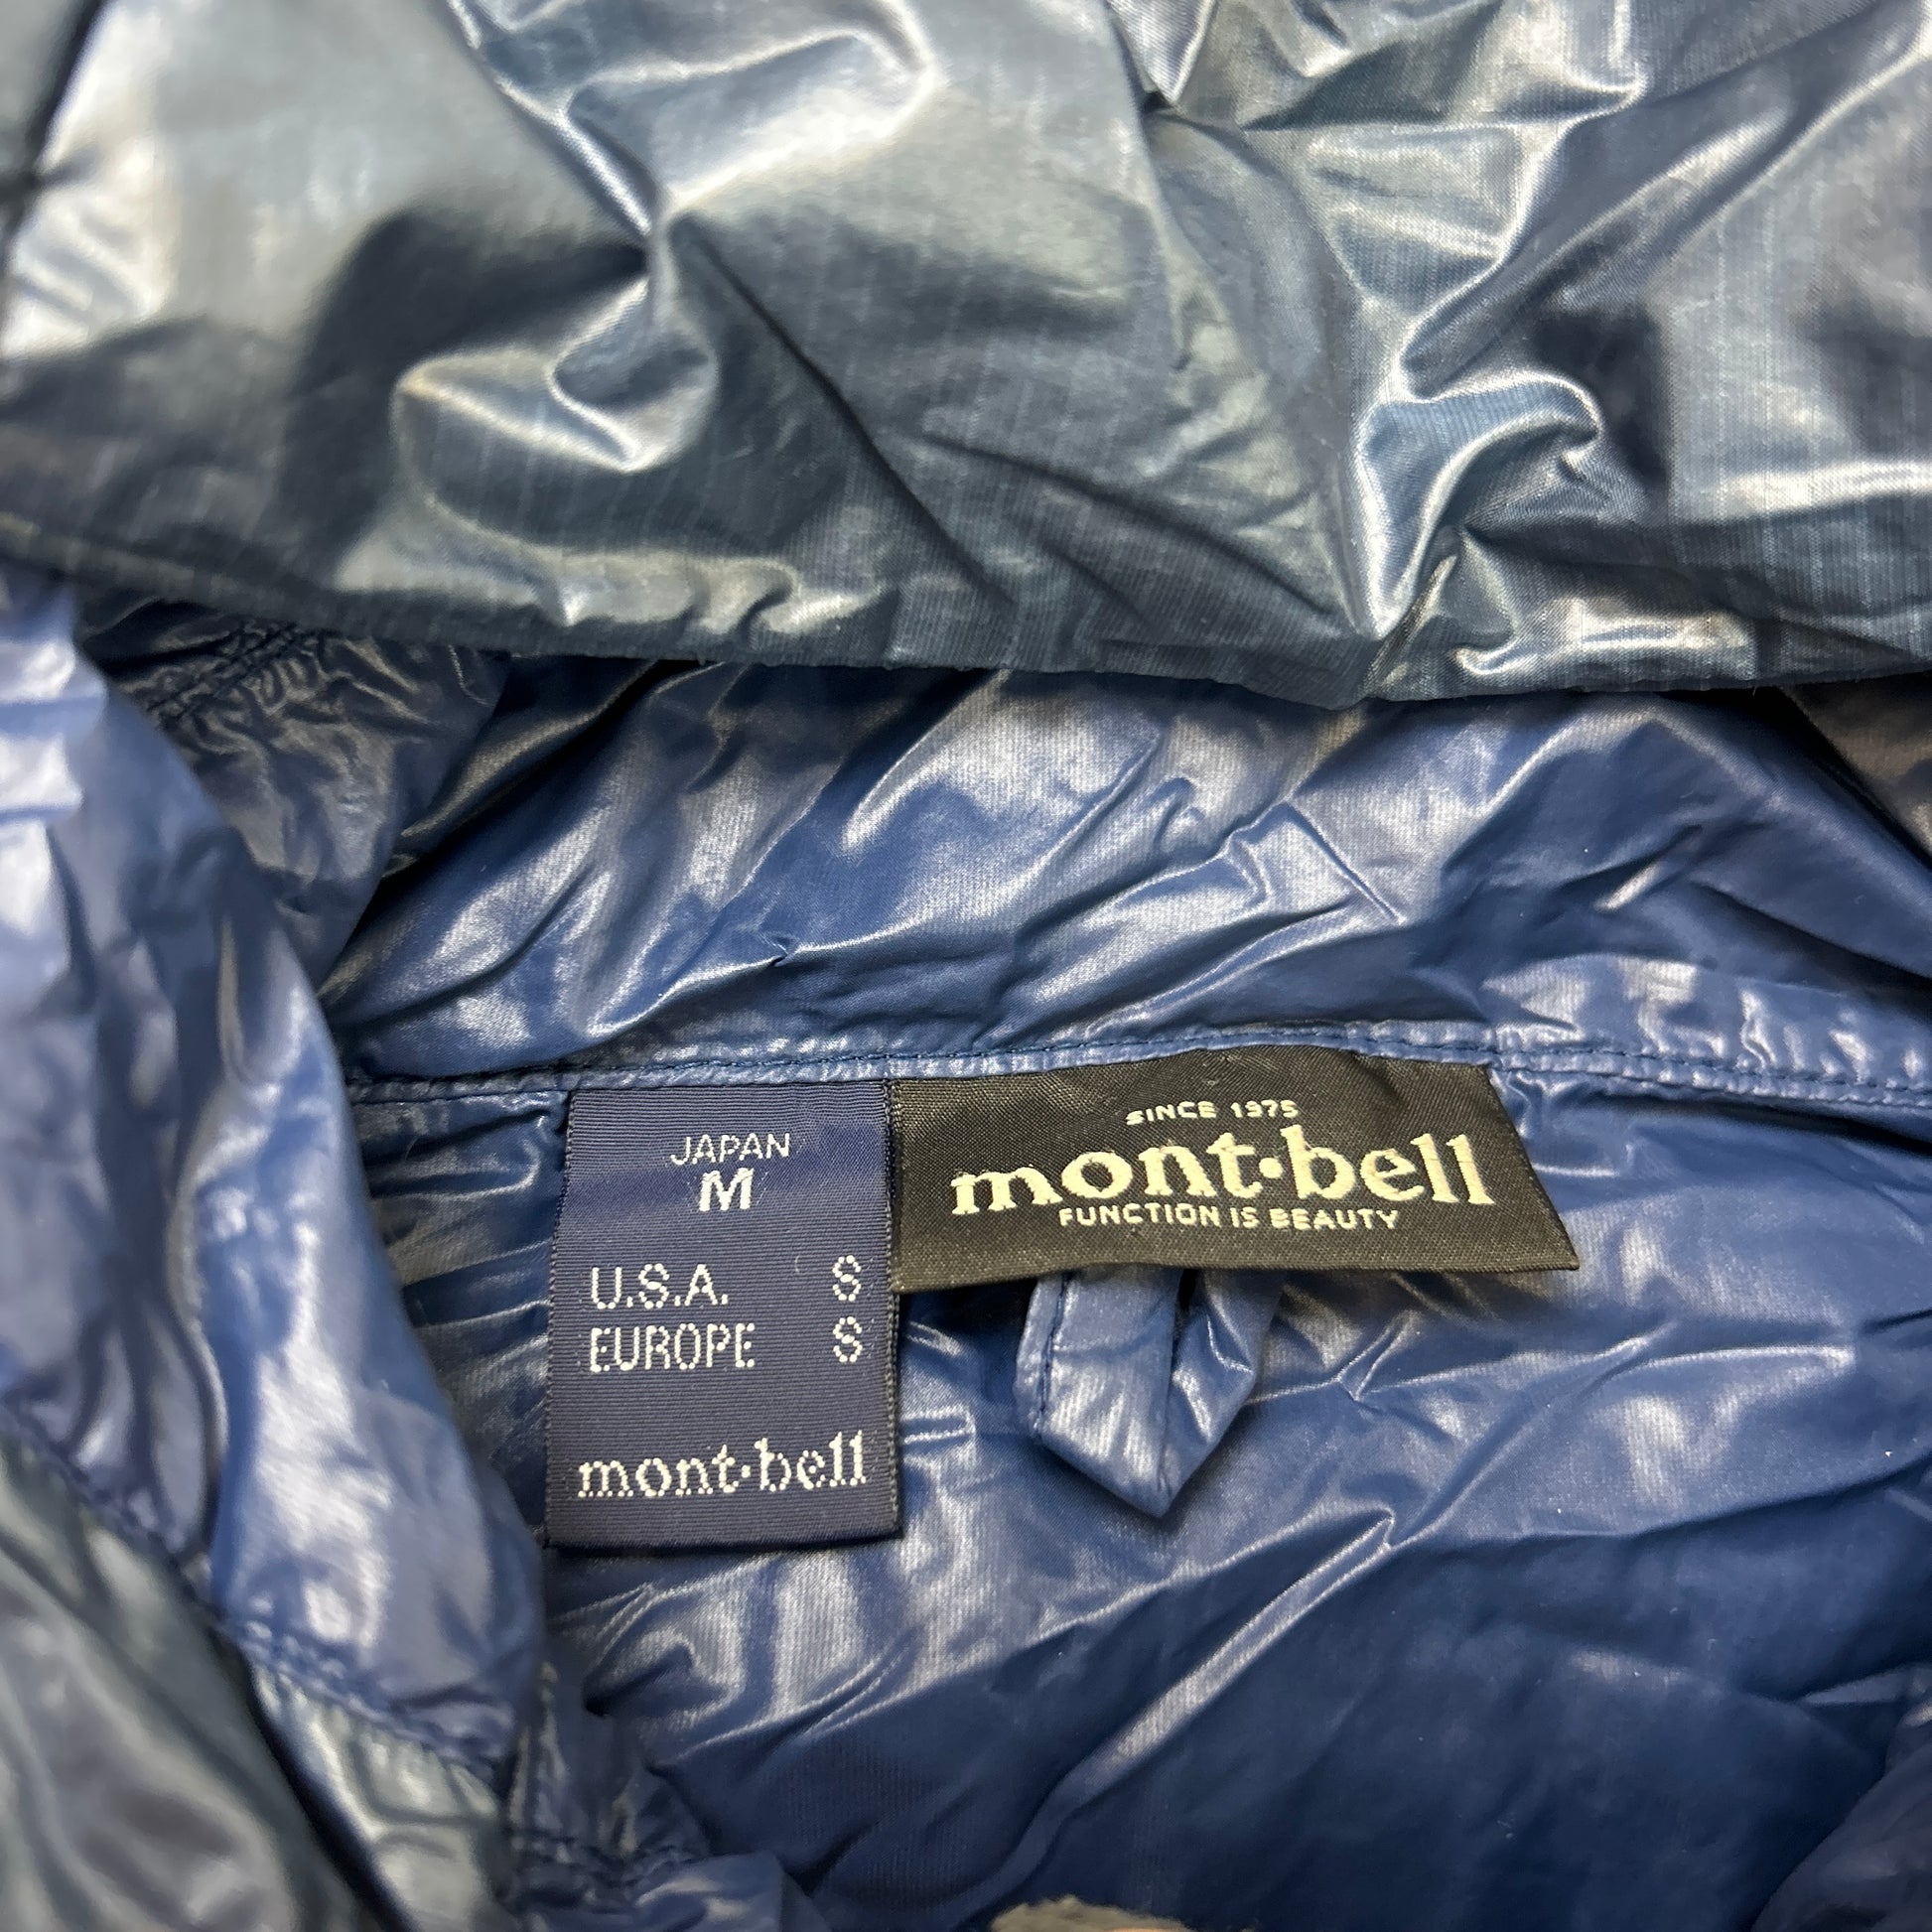 JAPAN
M
U.S.A. S
EUROPE S
mont·bell
SINCE 1975
mont·bell
FUNCTION IS BEAUTY